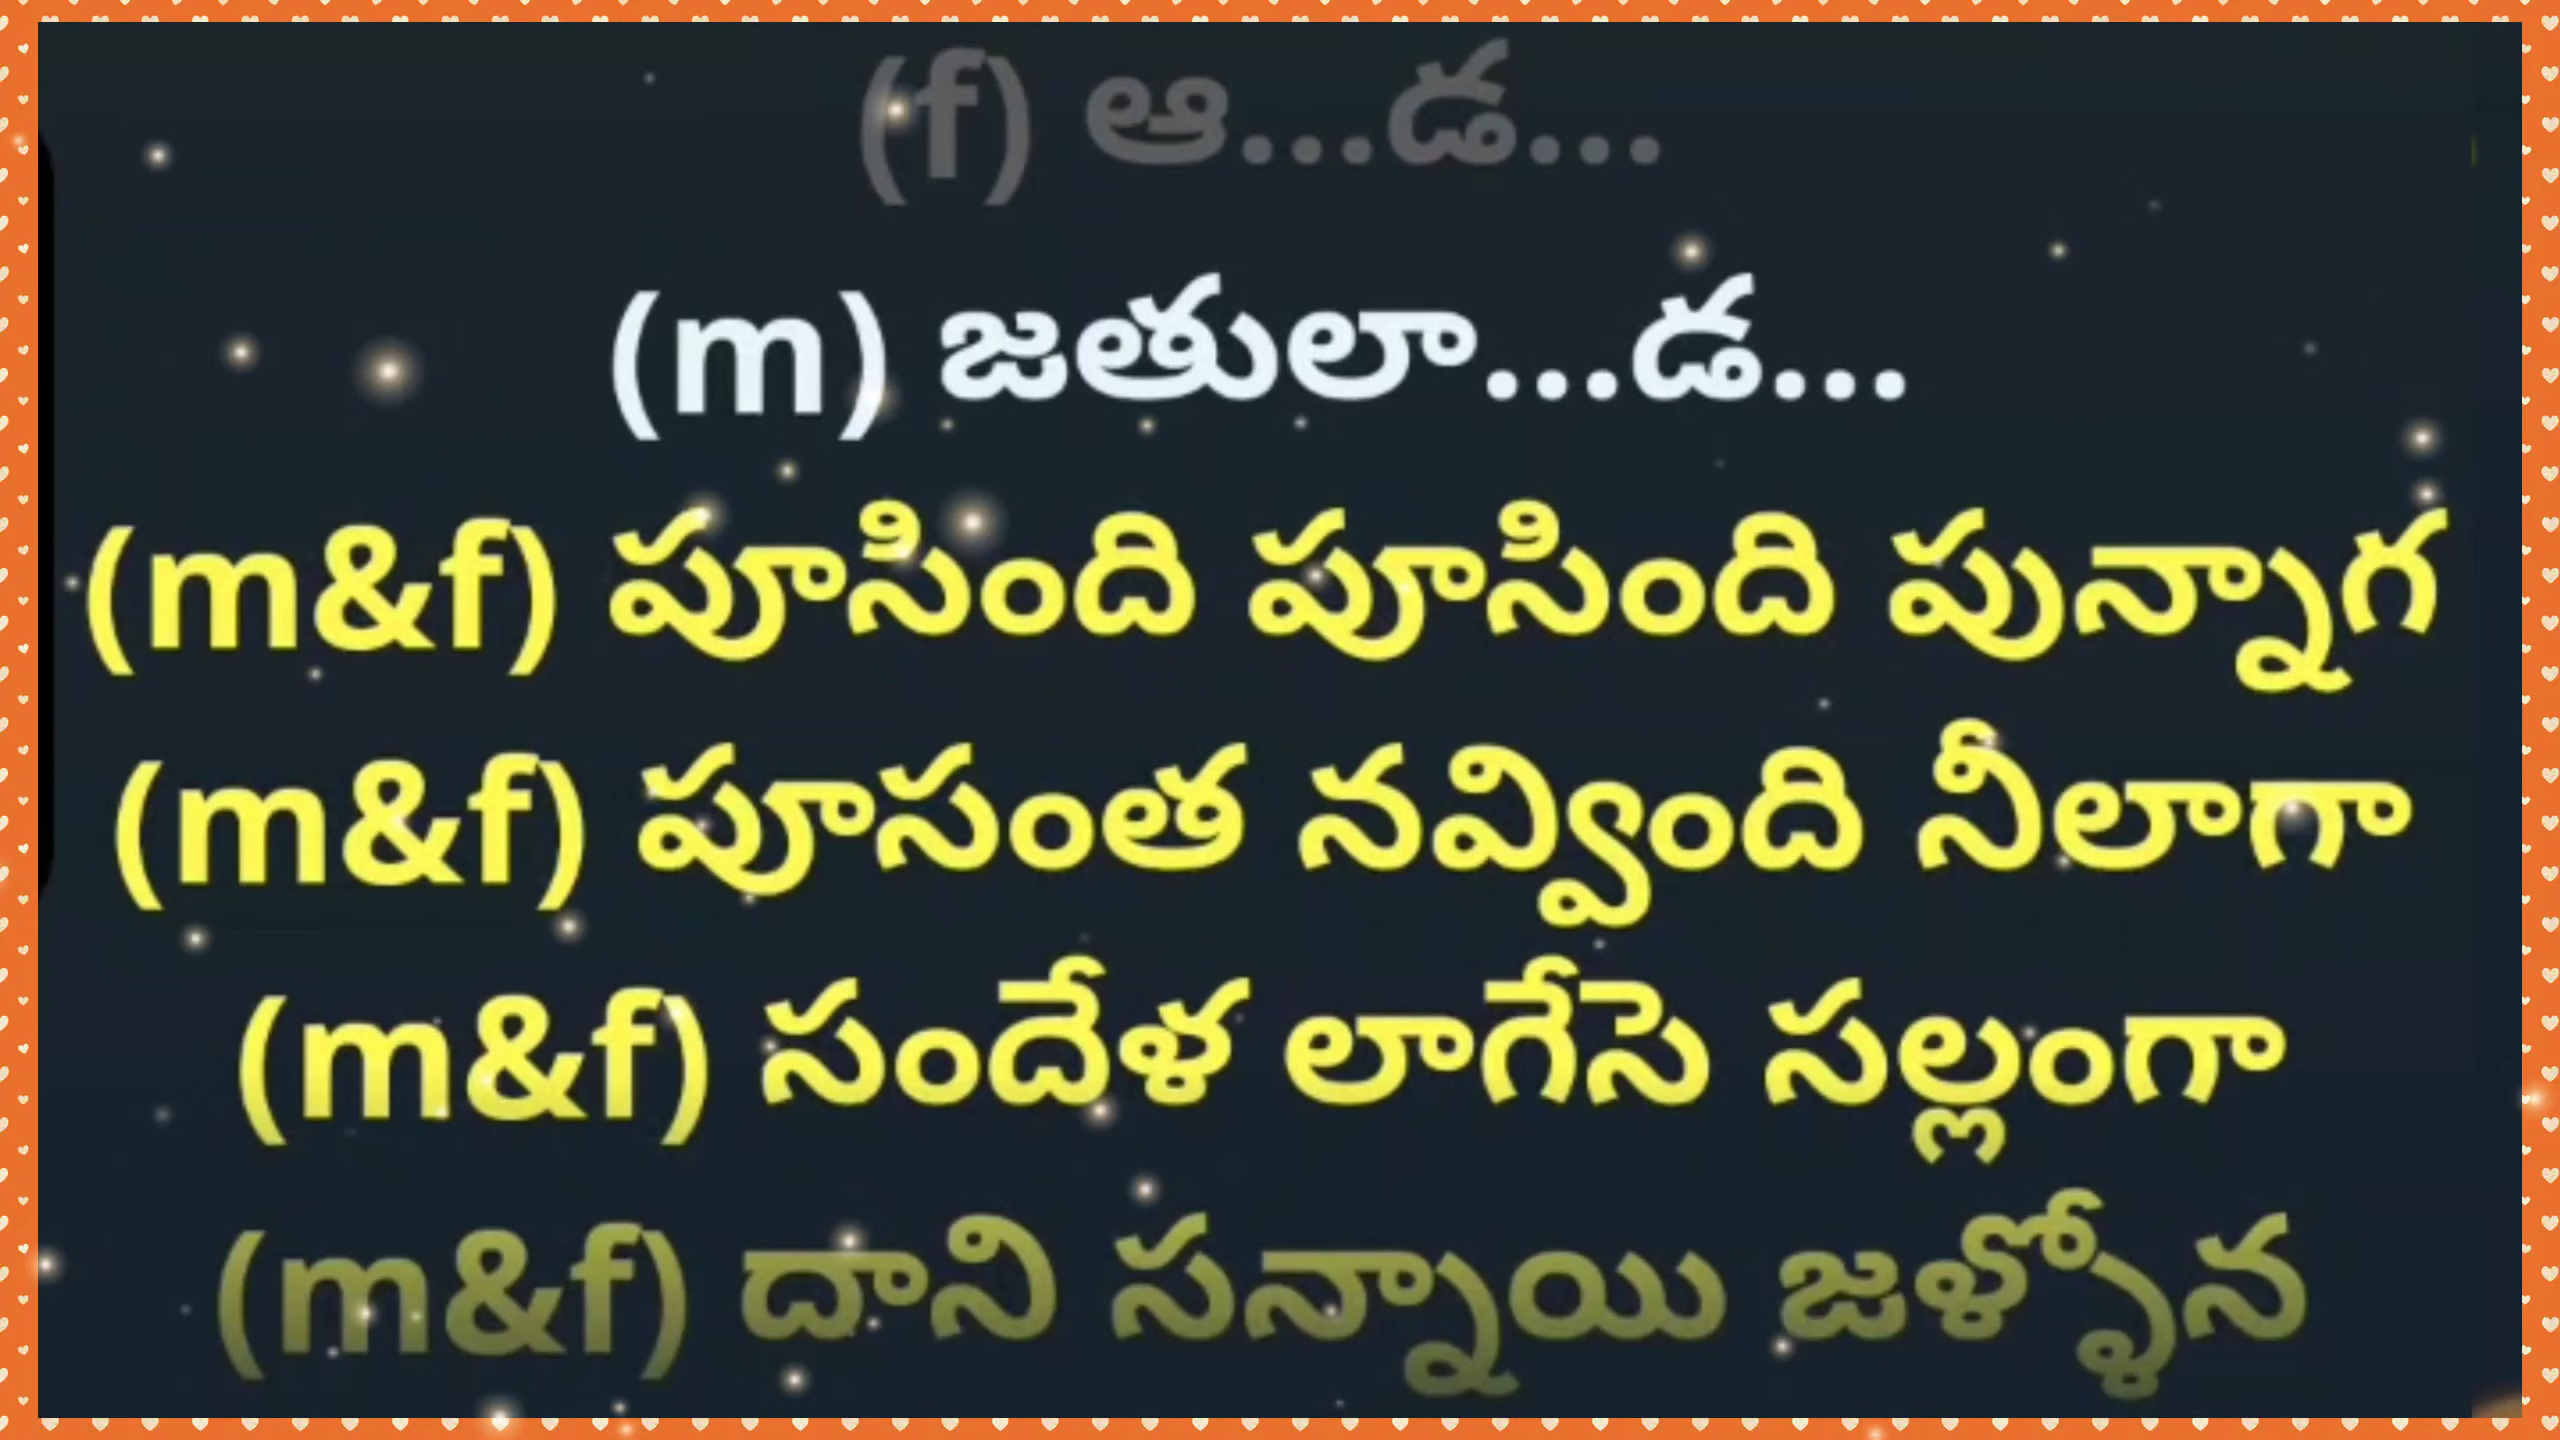 (f) ఆ...డ...
(m) జతులా...డ...
(m&f) పూసింది పూసింది పున్నాగ
(m&f) పూసంత నవ్వింది నీలాగా
(m&f) సందేళ లాగేసె సల్లంగా
(m&f) దాని సన్నాయి జళ్ళోన